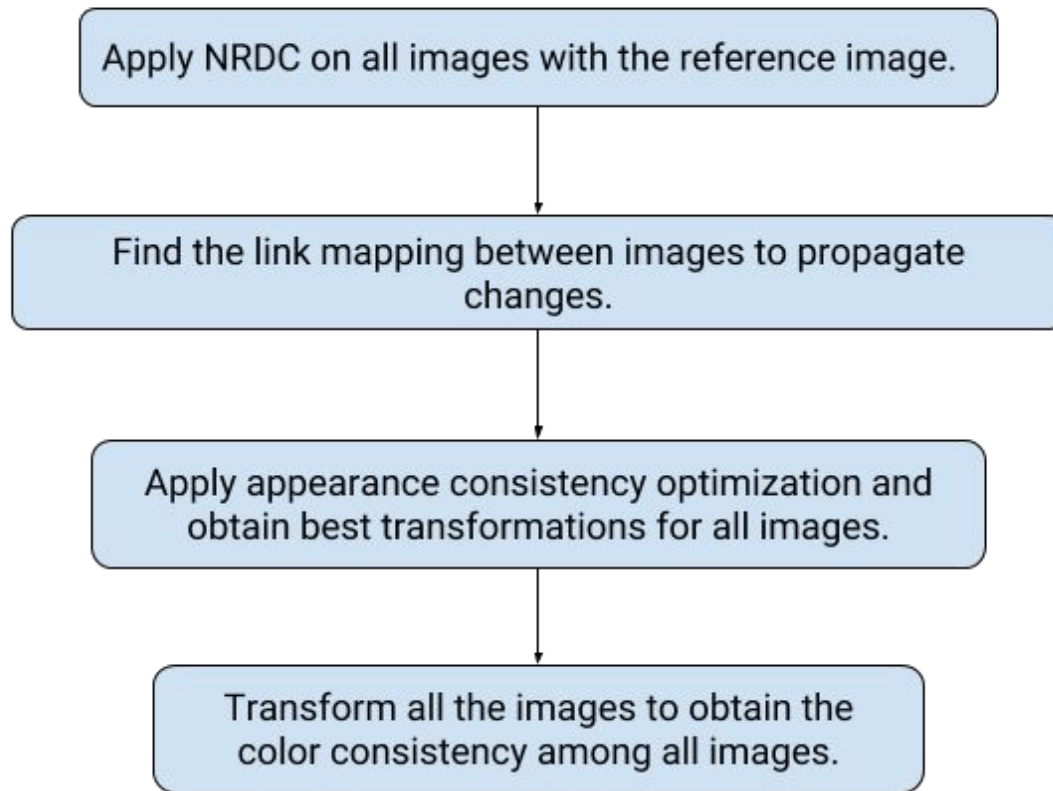 Apply NRDC on all images with the reference image.
Find the link mapping between images to propagate
changes.
Apply appearance consistency optimization and
obtain best transformations for all images.
Transform all the images to obtain the
color consistency among all images.